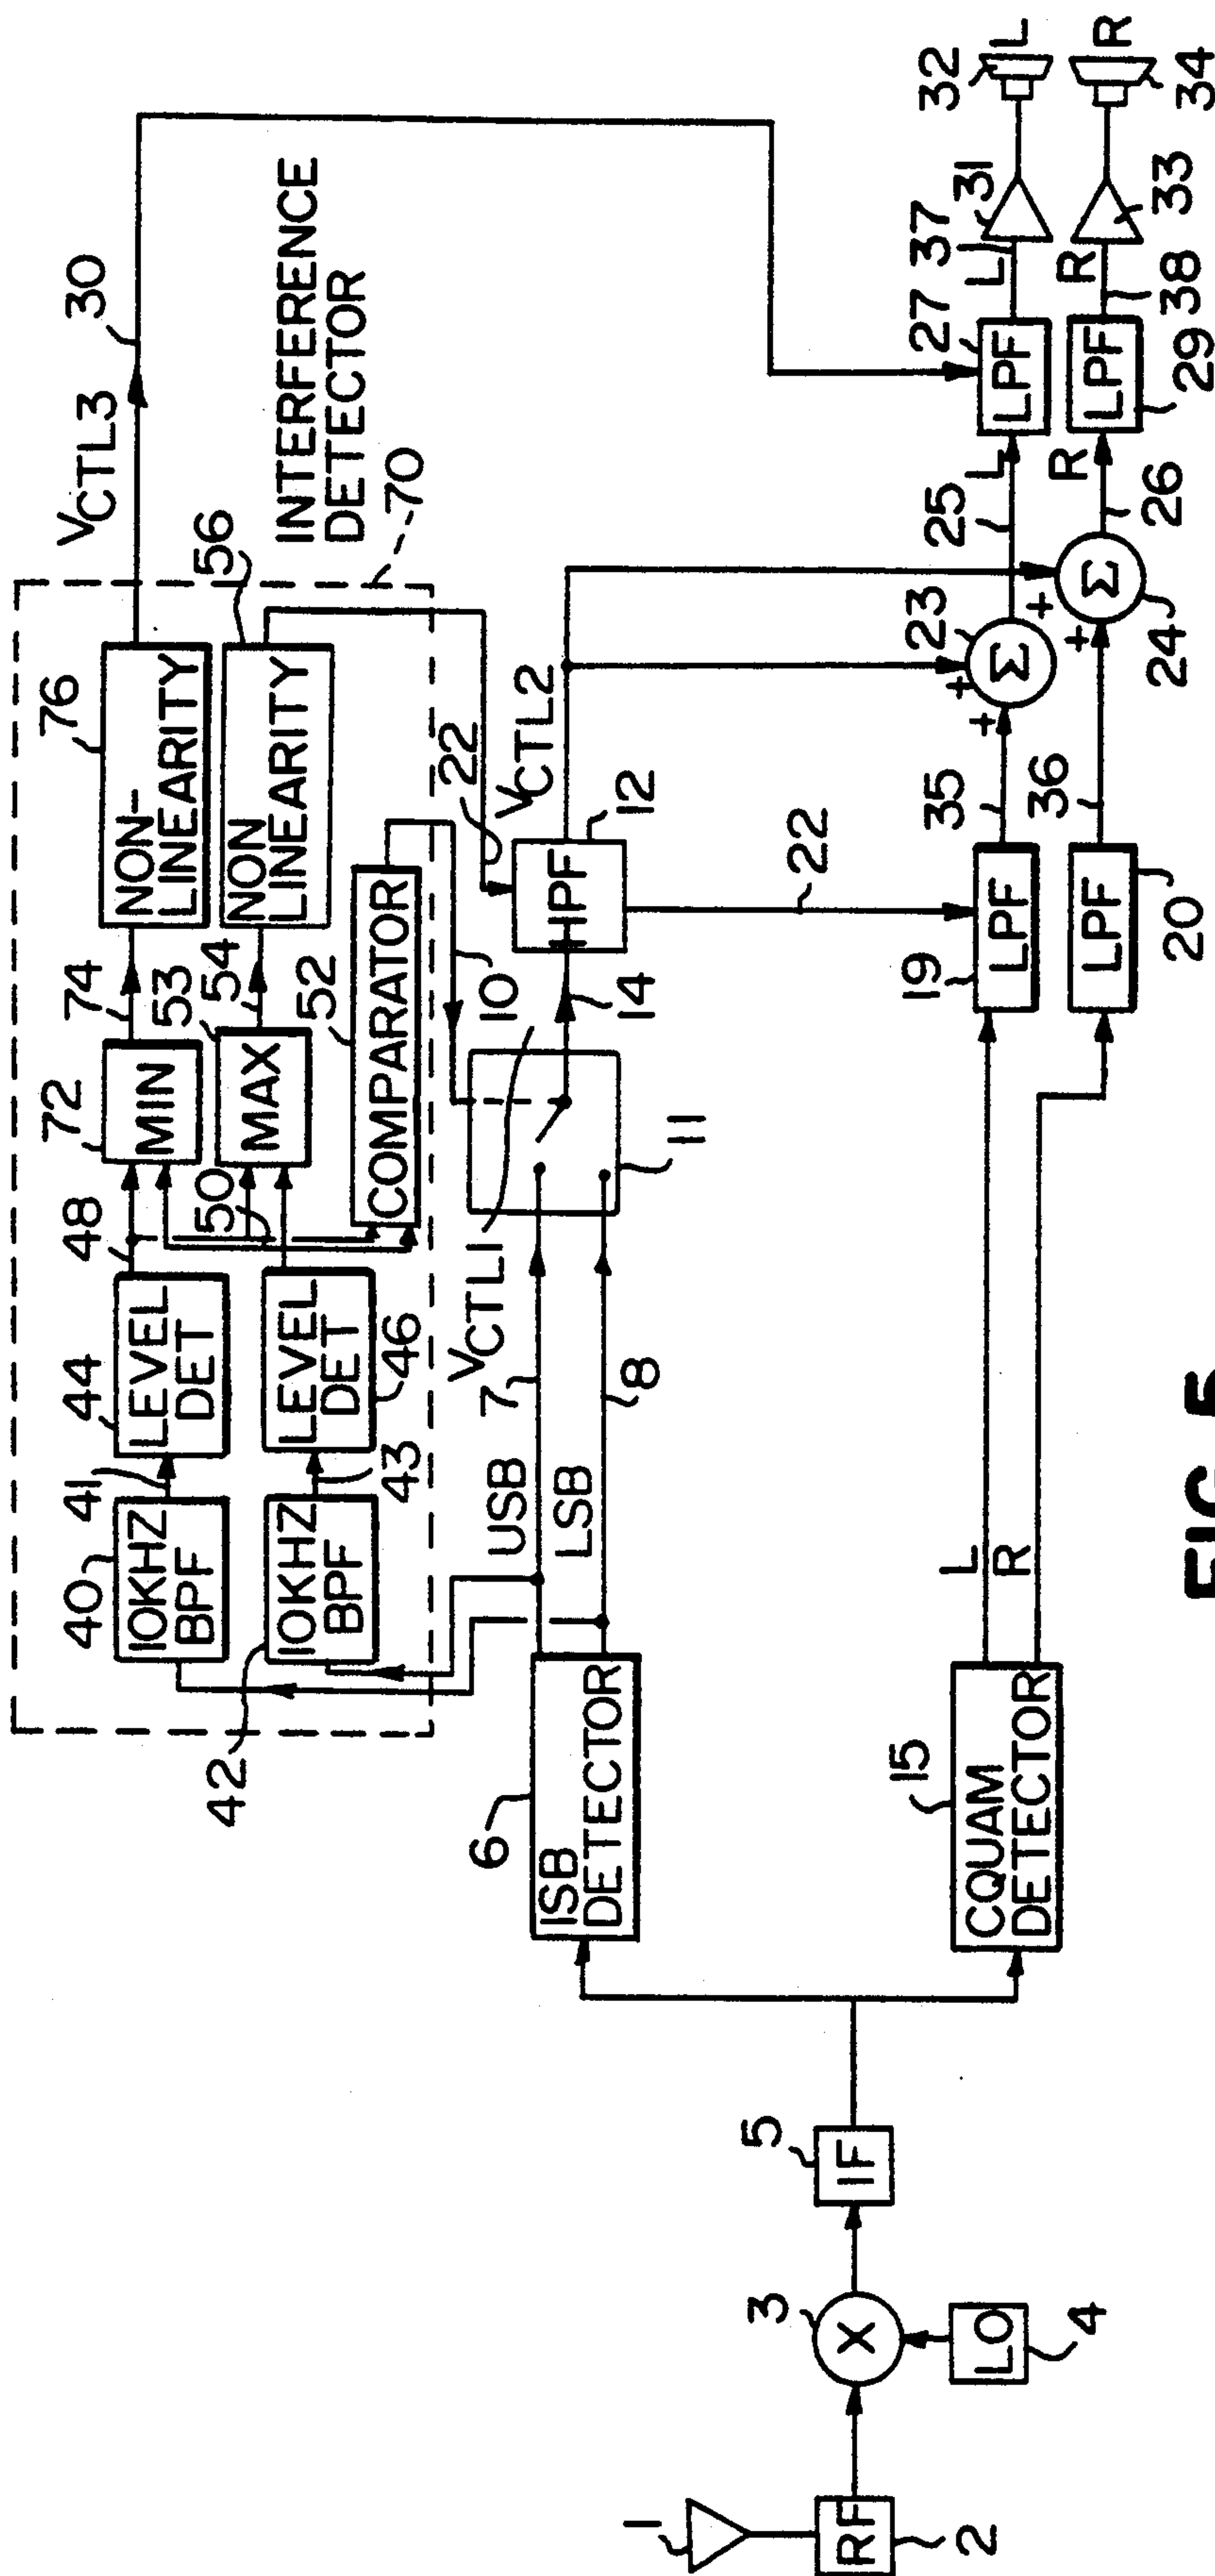 76
NON-
LINEARITY
56
NON
LINEARITY
VCTL3
30
INTERFERENCE
DETECTOR
70
72
MIN
74
53
MAX
54
52
COMPARATOR
48
50
44
LEVEL
DET
LEVEL
DET
46
40
41
10KHZ
BPF
10KHZ
BPF
43
42
22
VCTL2
HPF
12
10
14
VCTL1
11
7
8
USB
LSB
6
ISB
DETECTOR
22
32
L
R
34
31
33
37
L
R
38
27
LPF
LPF
29
25
L
R
26
23
Σ
+
+
Σ
24
+
+
35
36
19
LPF
LPF
20
L
R
15
CQUAM
DETECTOR
5
IF
3
X
LO
4
1
RF
2
FIG. 5